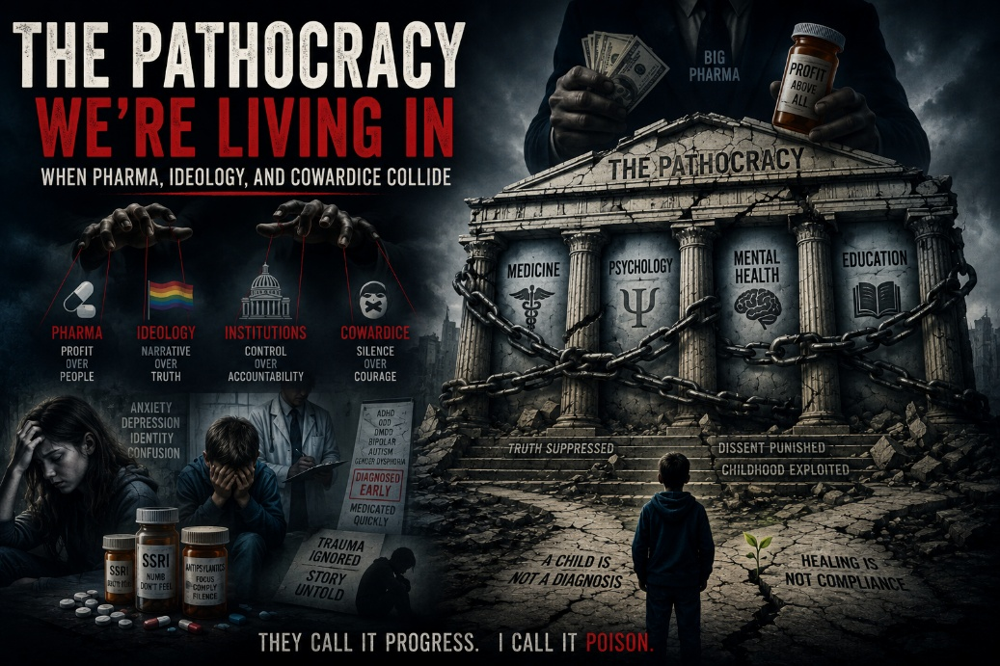 THE PATHOCRACY
WE'RE LIVING IN
WHEN PHARMA, IDEOLOGY, AND COWARDICE COLLIDE
PHARMA
PROFIT
OVER
PEOPLE
IDEOLOGY
NARRATIVE
OVER
TRUTH
INSTITUTIONS
CONTROL
OVER
ACCOUNTABILITY
COWARDICE
SILENCE
OVER
COURAGE
ANXIETY
DEPRESSION
IDENTITY
CONFUSION
ADHD
ODD
DMDD
BIPOLAR
AUTISM
GENDER DYSPHORIA
DIAGNOSED
EARLY
MEDICATED
QUICKLY
SSRI
SSRI
NUMB
DON'T FEEL
FOCUS
COMPLY
TRAUMA
IGNORED
STORY
UNTOLD
BIG
PHARMA
PROFIT
ABOVE
ALL
THE PATHOCRACY
MEDICINE
PSYCHOLOGY
Ψ
MENTAL
HEALTH
EDUCATION
TRUTH SUPPRESSED
DISSENT PUNISHED
CHILDHOOD EXPLOITED
A CHILD IS
NOT A DIAGNOSIS
HEALING IS
NOT COMPLIANCE
THEY CALL IT PROGRESS. I CALL IT POISON.